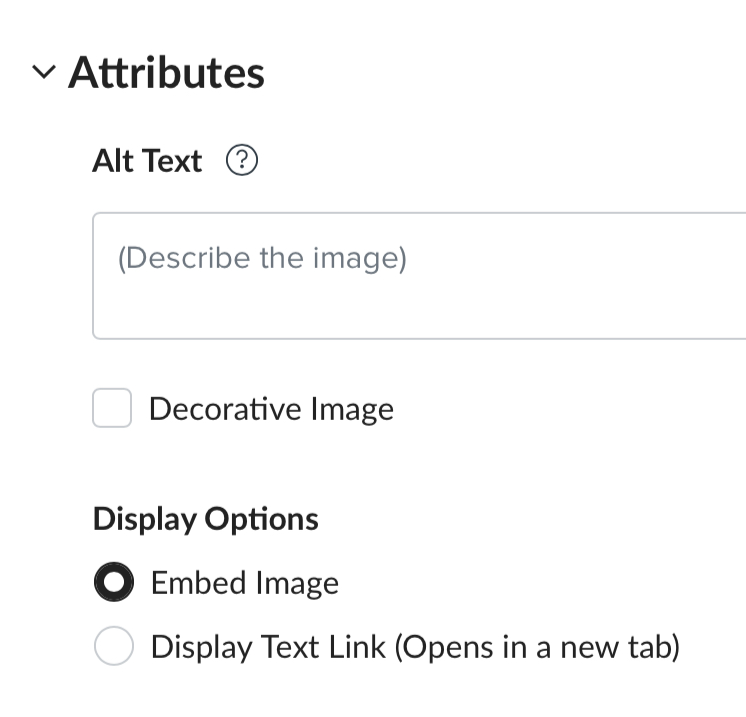 Attributes
Alt Text ?
(Describe the image)
Decorative Image
Display Options
Embed Image
Display Text Link (Opens in a new tab)